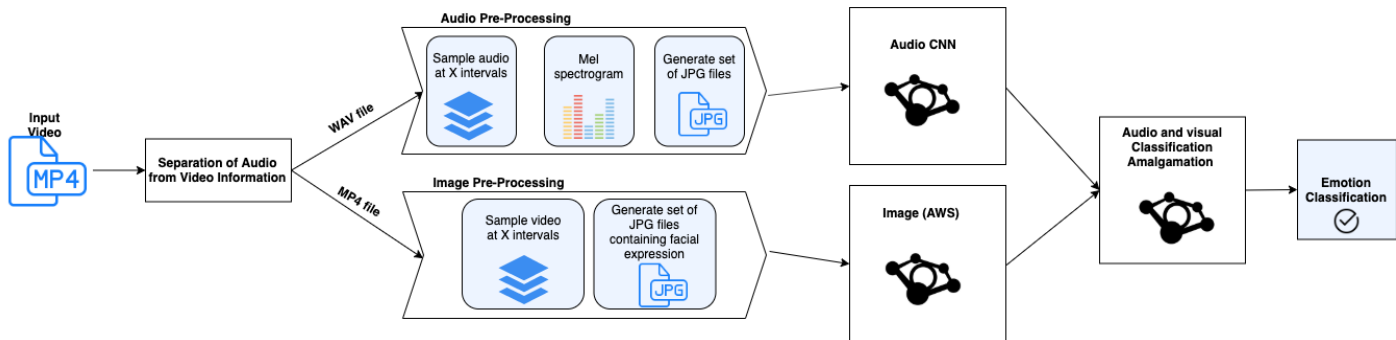 Input
Video
MP4
Separation of Audio
from Video Information
WAV file
MP4 file
Audio Pre-Processing
Sample audio
at X intervals
Mel
spectrogram
Generate set
of JPG files
JPG
Image Pre-Processing
Sample video
at X intervals
Generate set of
JPG files
containing facial
expression
JPG
Audio CNN
Image (AWS)
Audio and visual
Classification
Amalgamation
Emotion
Classification